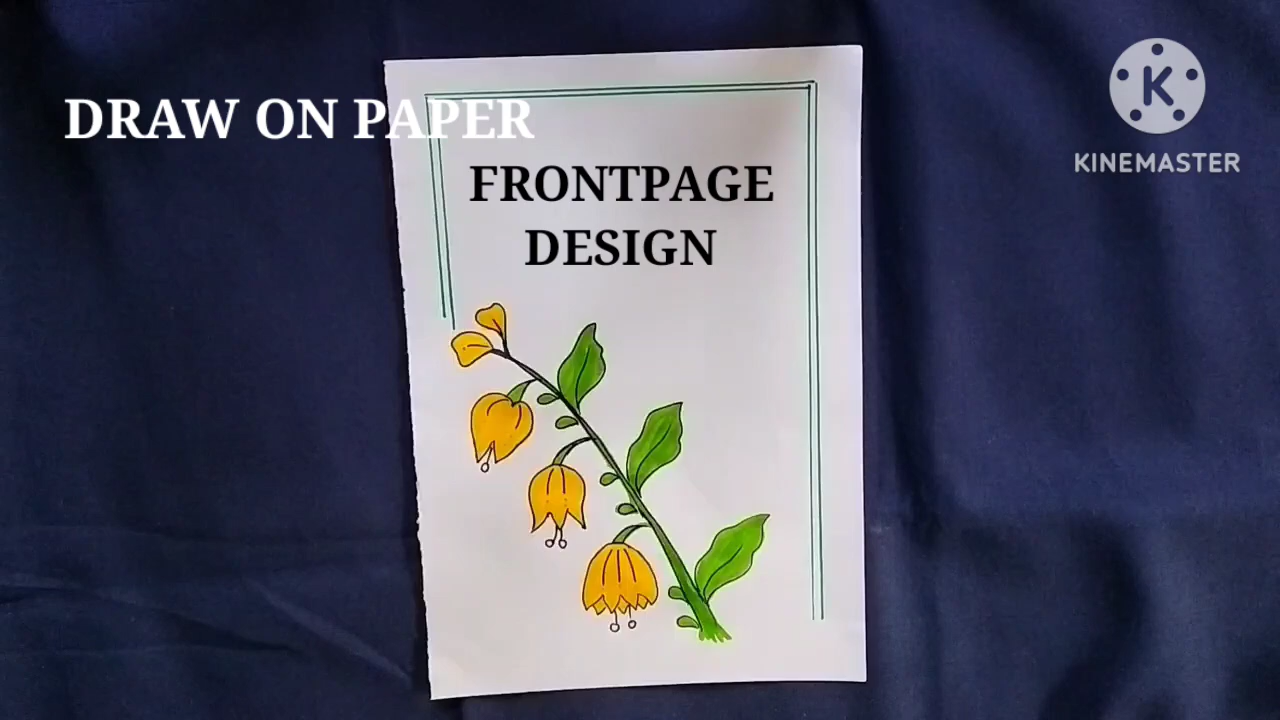 DRAW ON PAPER
FRONTPAGE
DESIGN
K
KINEMASTER